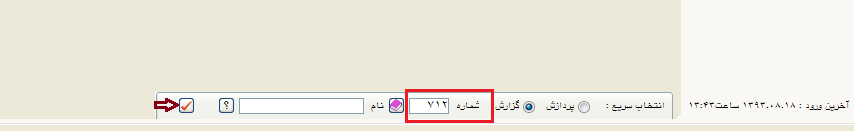 آخرین ورود : ۱۳۹۳.۰۸.۱۸ ساعت۱۳:۴۳ انتخاب سریع : پردازش گزارش شماره ۷۱۲ نام ؟